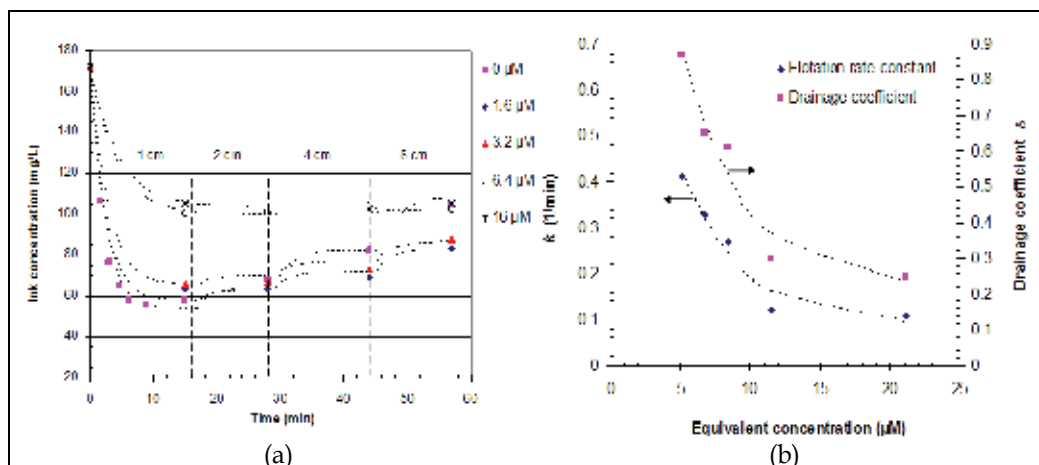 180
160
140
120
100
80
60
40
20
0
10
20
30
40
50
60
Ink concentration (mg/L)
Time (min)
1 cm
2 cm
4 cm
0 µM
1.6 µM
3.2 µM
6.4 µM
16 µM
(a)
0.7
0.6
0.5
0.4
0.3
0.2
0.1
0
0.9
0.8
0.7
0.6
0.5
0.4
0.3
0.2
0.1
0
0
5
10
15
20
25
k (1/min)
Drainage coefficient δ
Flotation rate constant
Drainage coefficient
Equivalent concentration (µM)
(b)